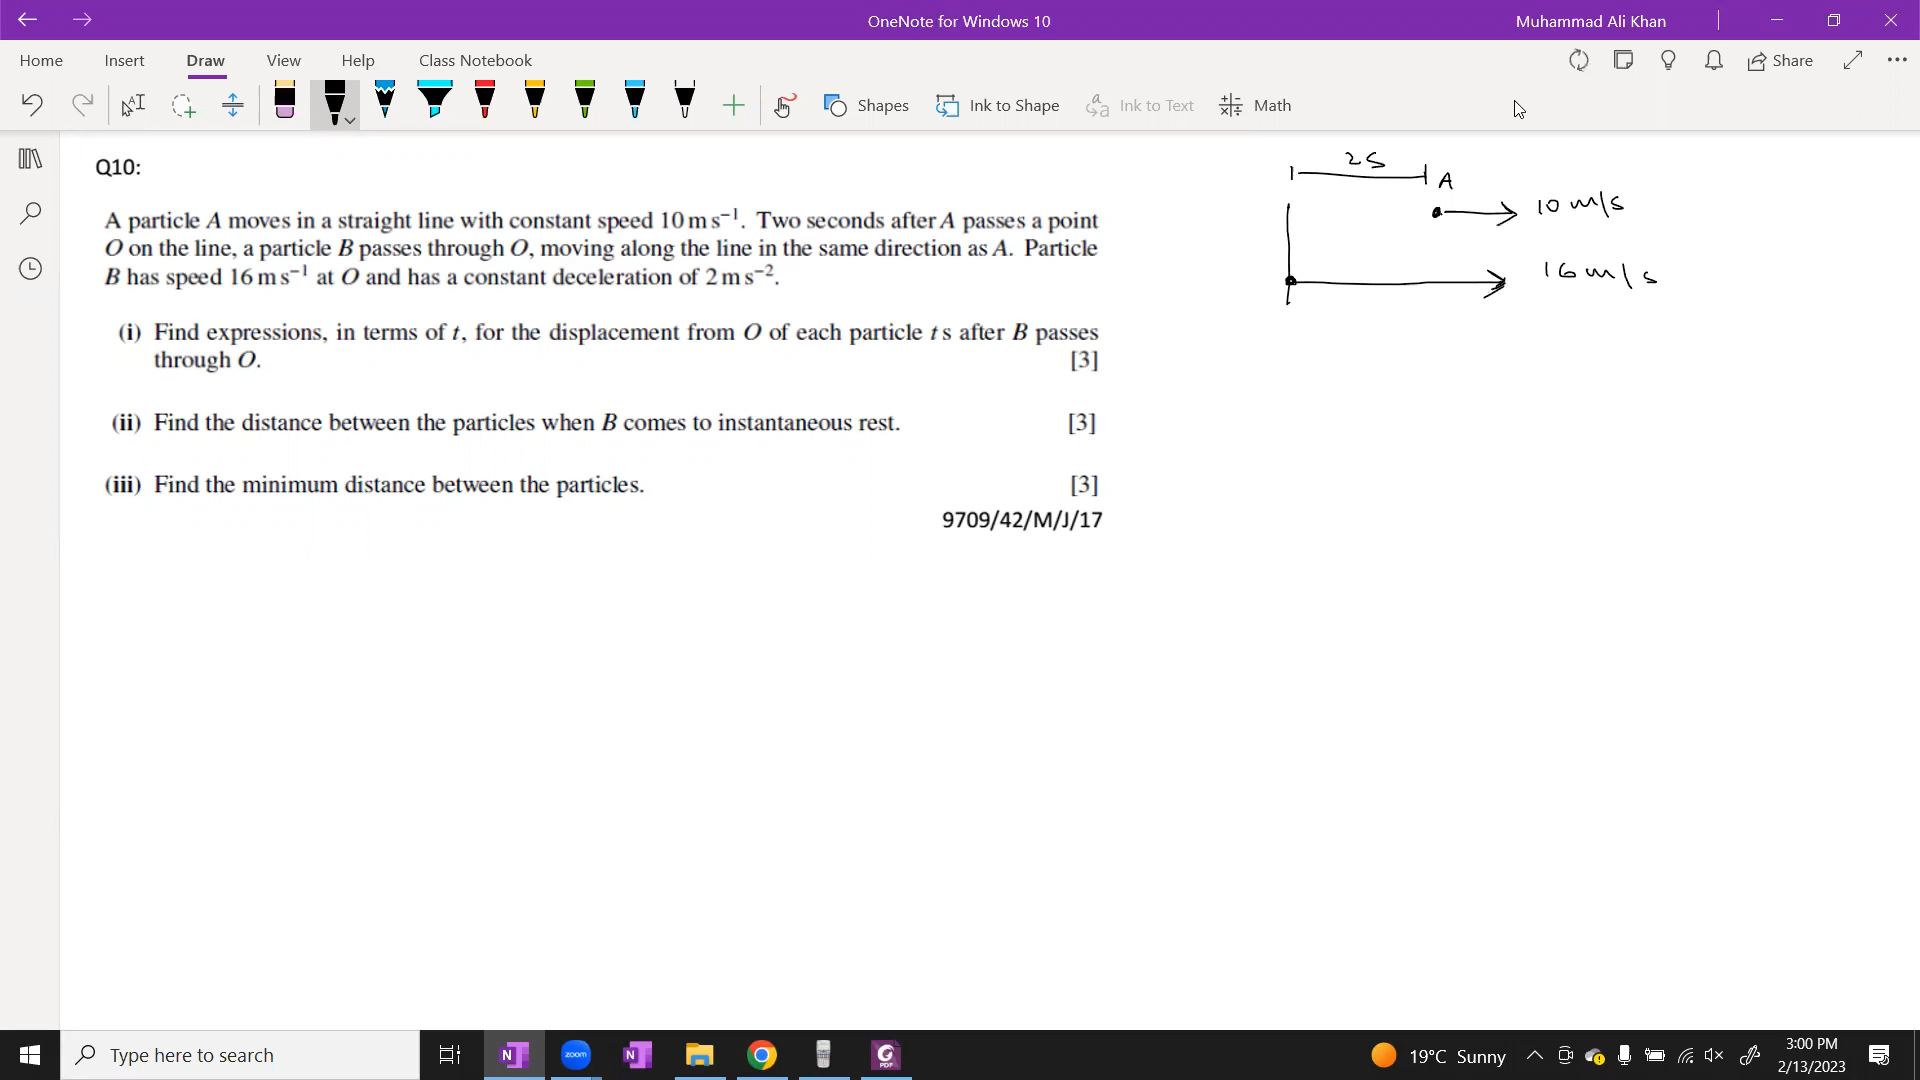 OneNote for Windows 10
Muhammad Ali Khan
Home Insert Draw View Help Class Notebook
Share
Shapes Ink to Shape Ink to Text Math
Q10:
A particle A moves in a straight line with constant speed 10 m s⁻¹. Two seconds after A passes a point
O on the line, a particle B passes through O, moving along the line in the same direction as A. Particle
B has speed 16 m s⁻¹ at O and has a constant deceleration of 2 m s⁻².
(i) Find expressions, in terms of t, for the displacement from O of each particle t s after B passes
through O. [3]
(ii) Find the distance between the particles when B comes to instantaneous rest. [3]
(iii) Find the minimum distance between the particles. [3]
9709/42/M/J/17
2s
A
10 m/s
16 m/s
Type here to search
zoom
PDF
19°C Sunny
3:00 PM
2/13/2023